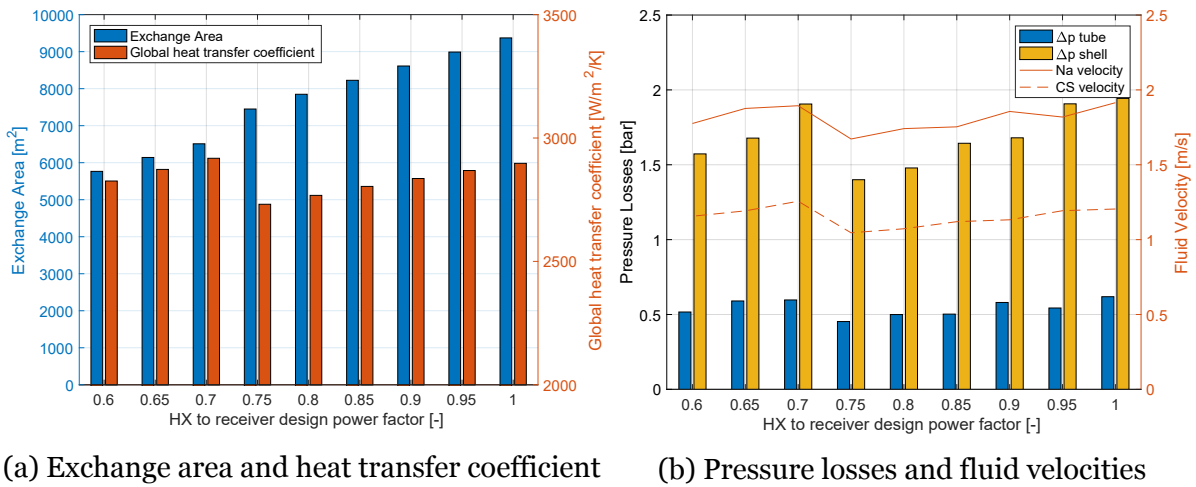 Exchange Area
Global heat transfer coefficient
Exchange Area [m²]
10000
9000
8000
7000
6000
5000
4000
3000
2000
1000
0
3500
3000
2500
2000
Global heat transfer coefficient [W/m²/K]
0.6 0.65 0.7 0.75 0.8 0.85 0.9 0.95 1
HX to receiver design power factor [-]
(a) Exchange area and heat transfer coefficient
Δp tube
Δp shell
Na velocity
CS velocity
Pressure Losses [bar]
2.5
2
1.5
1
0.5
0
2.5
2
1.5
1
0.5
0
Fluid Velocity [m/s]
0.6 0.65 0.7 0.75 0.8 0.85 0.9 0.95 1
HX to receiver design power factor [-]
(b) Pressure losses and fluid velocities